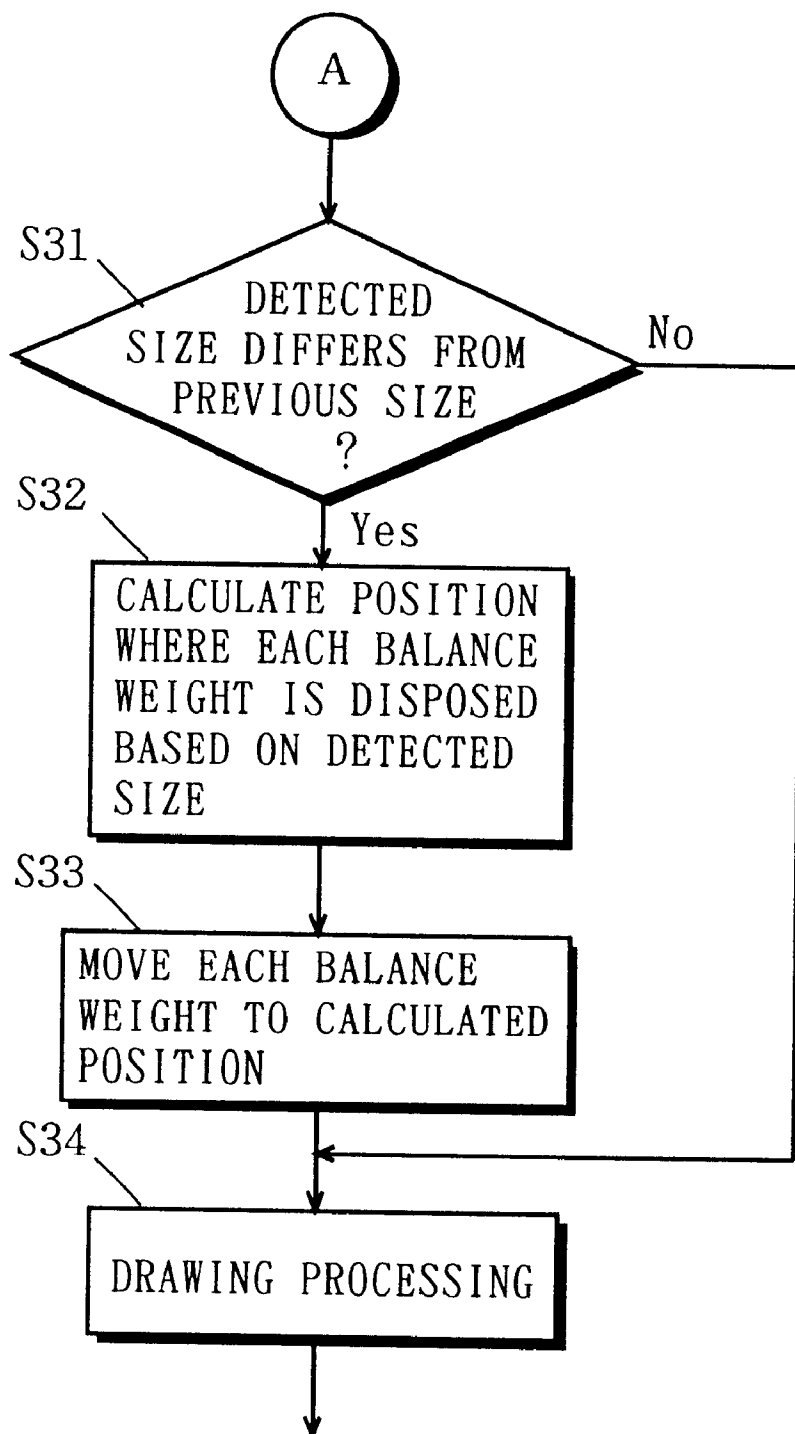 A
S31
DETECTED
SIZE DIFFERS FROM
PREVIOUS SIZE
?
No
Yes
S32
CALCULATE POSITION
WHERE EACH BALANCE
WEIGHT IS DISPOSED
BASED ON DETECTED
SIZE
S33
MOVE EACH BALANCE
WEIGHT TO CALCULATED
POSITION
S34
DRAWING PROCESSING